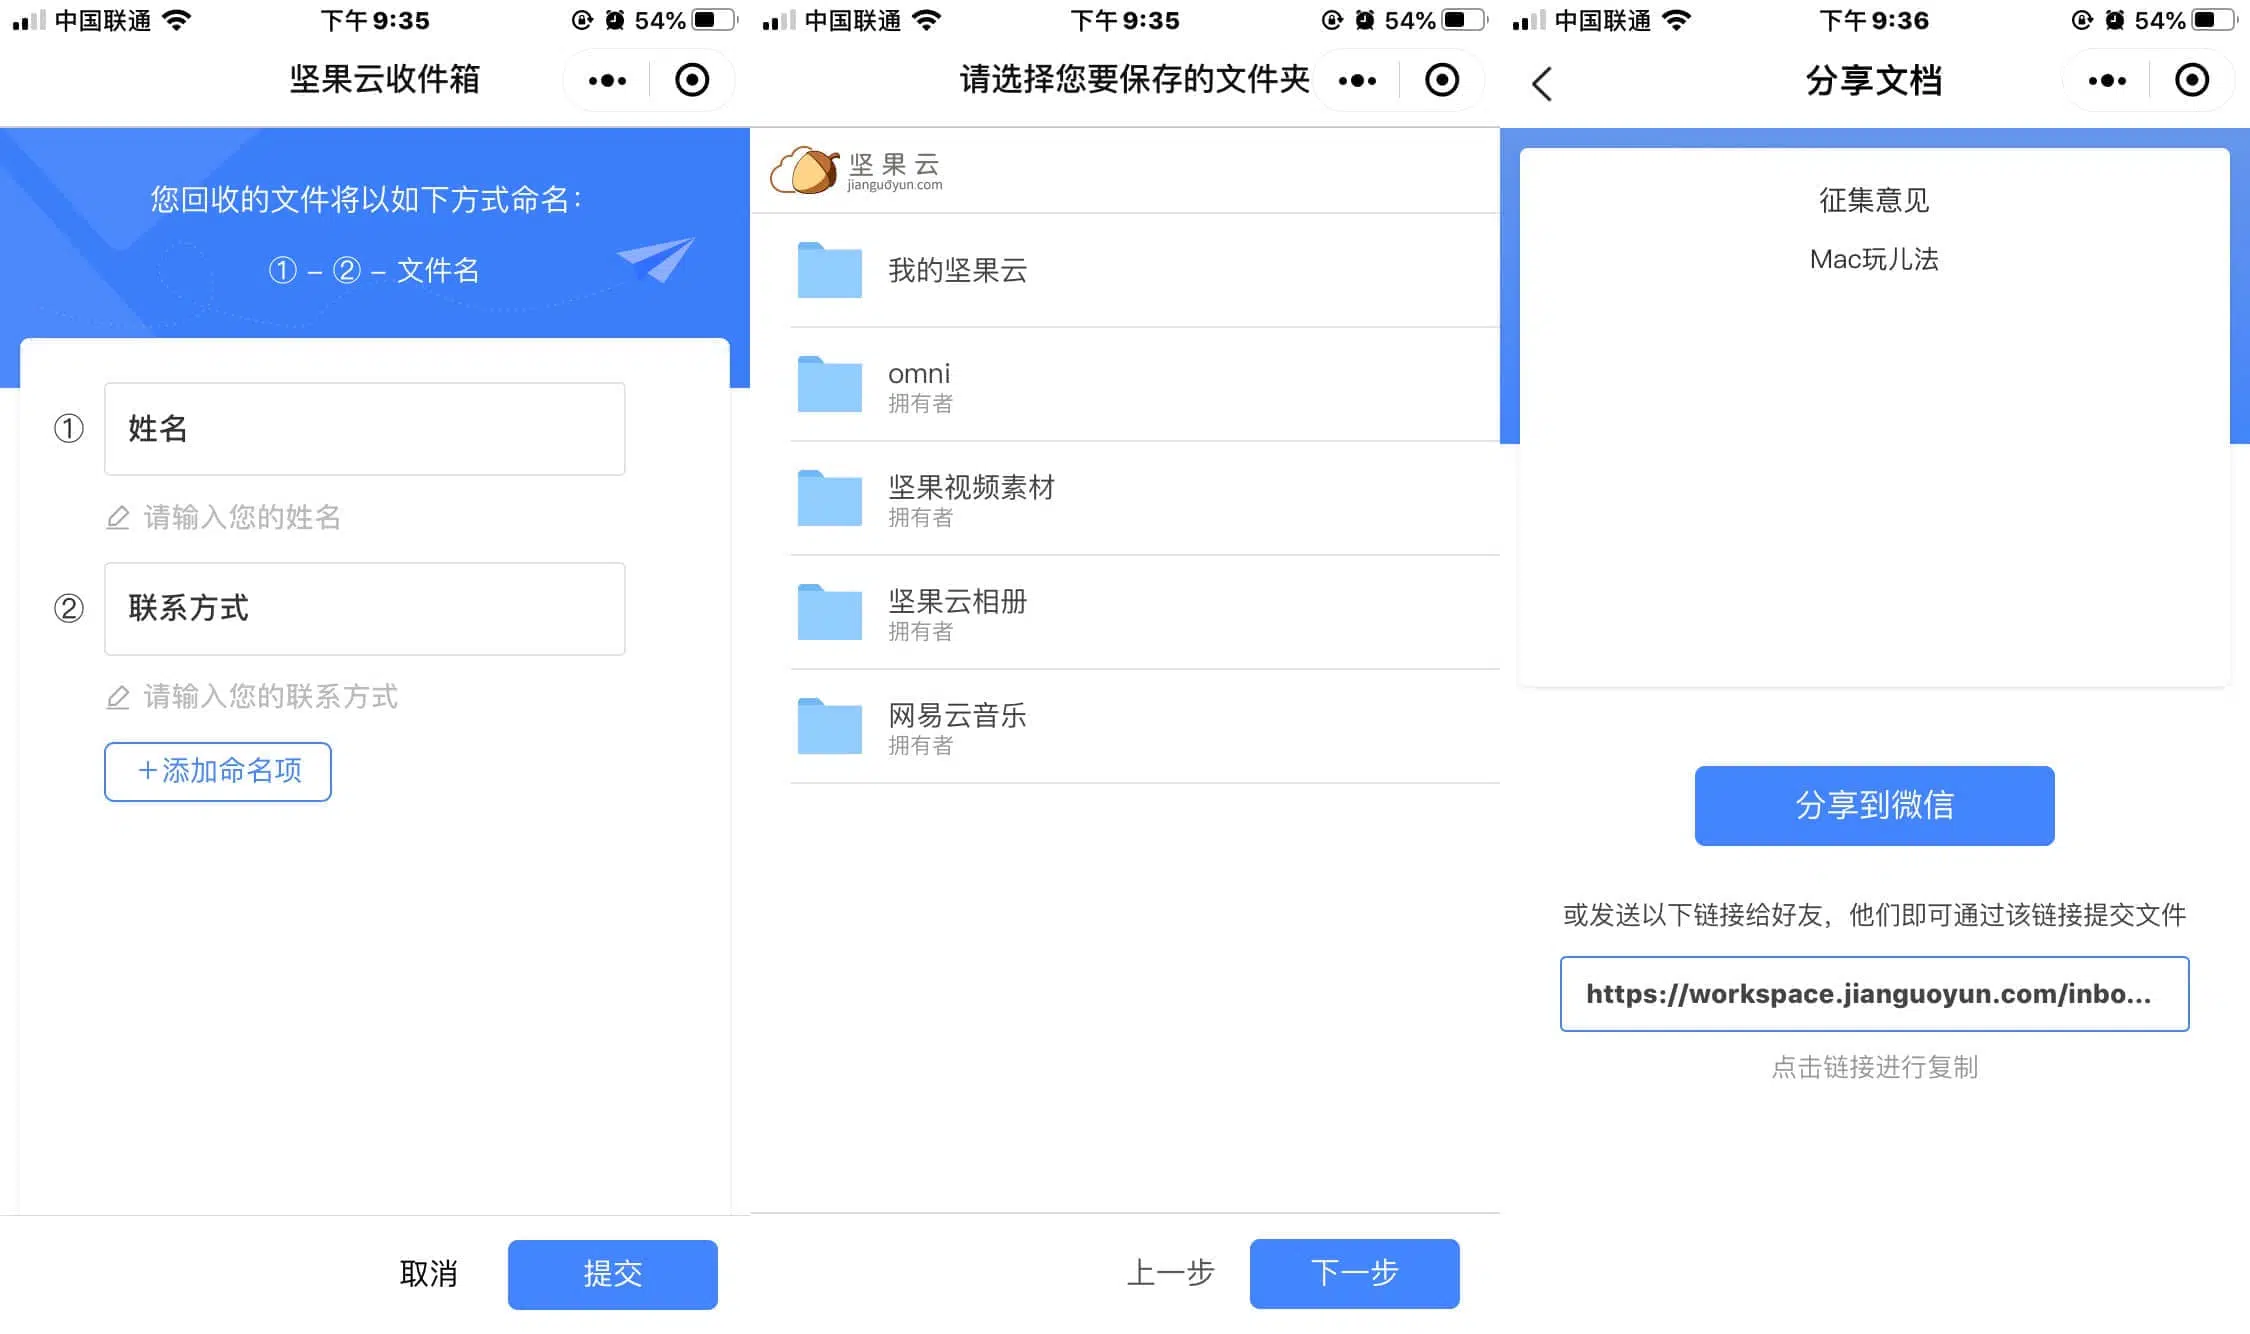 中国联通 下午 9:35 54%
坚果云收件箱
您回收的文件将以如下方式命名：
① – ② – 文件名
① 姓名
请输入您的姓名
② 联系方式
请输入您的联系方式
+添加命名项
取消 提交
中国联通 下午 9:35 54%
请选择您要保存的文件夹
坚果云
jianguoyun.com
我的坚果云
omni
拥有者
坚果视频素材
拥有者
坚果云相册
拥有者
网易云音乐
拥有者
上一步 下一步
中国联通 下午 9:36 54%
分享文档
征集意见
Mac玩儿法
分享到微信
或发送以下链接给好友，他们即可通过该链接提交文件
https://workspace.jianguoyun.com/inbo...
点击链接进行复制